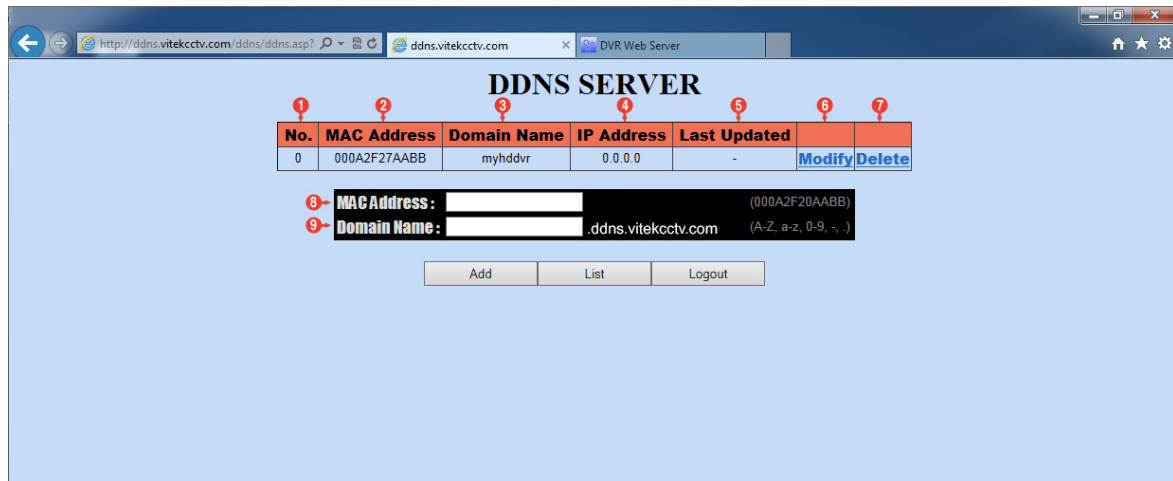 http://ddns.vitekcctv.com/ddns/ddns.asp?
ddns.vitekcctv.com
DVR Web Server
DDNS SERVER
1 2 3 4 5 6 7
No. MAC Address Domain Name IP Address Last Updated
0 000A2F27AABB myhddvr 0.0.0.0 - Modify Delete
8 MAC Address : (000A2F20AABB)
9 Domain Name : .ddns.vitekcctv.com (A-Z, a-z, 0-9, -, .)
Add List Logout